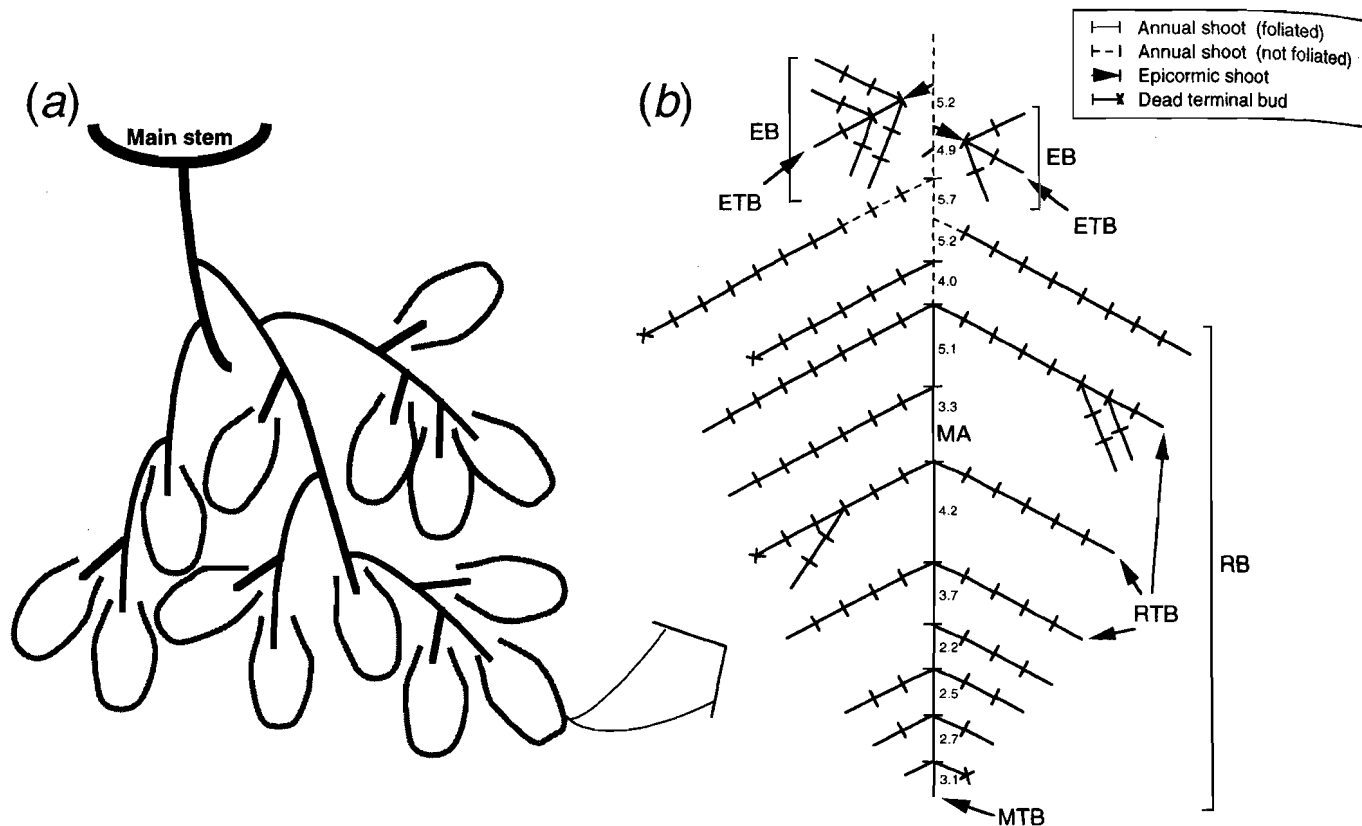 (a)
Main stem
(b)
Annual shoot (foliated)
Annual shoot (not foliated)
Epicormic shoot
Dead terminal bud
EB
ETB
EB
ETB
5.2
4.9
5.7
5.2
4.0
5.1
3.3
MA
4.2
3.7
2.2
2.5
2.7
3.1
RB
RTB
MTB